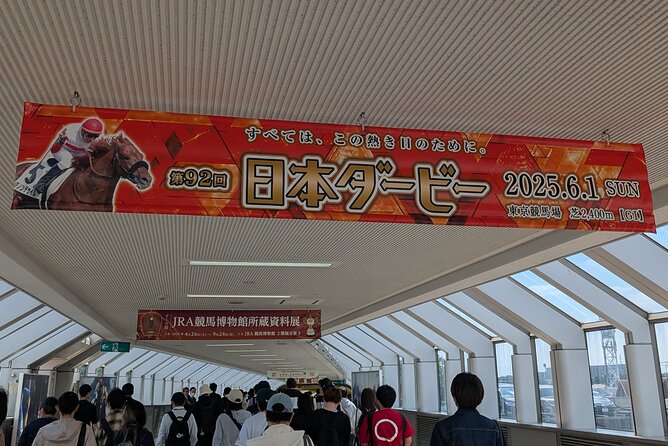 すべては、この熱き日のために。
第92回 日本ダービー 2025.6.1 SUN
東京競馬場 芝2,400m【GI】
JRA競馬博物館所蔵資料展